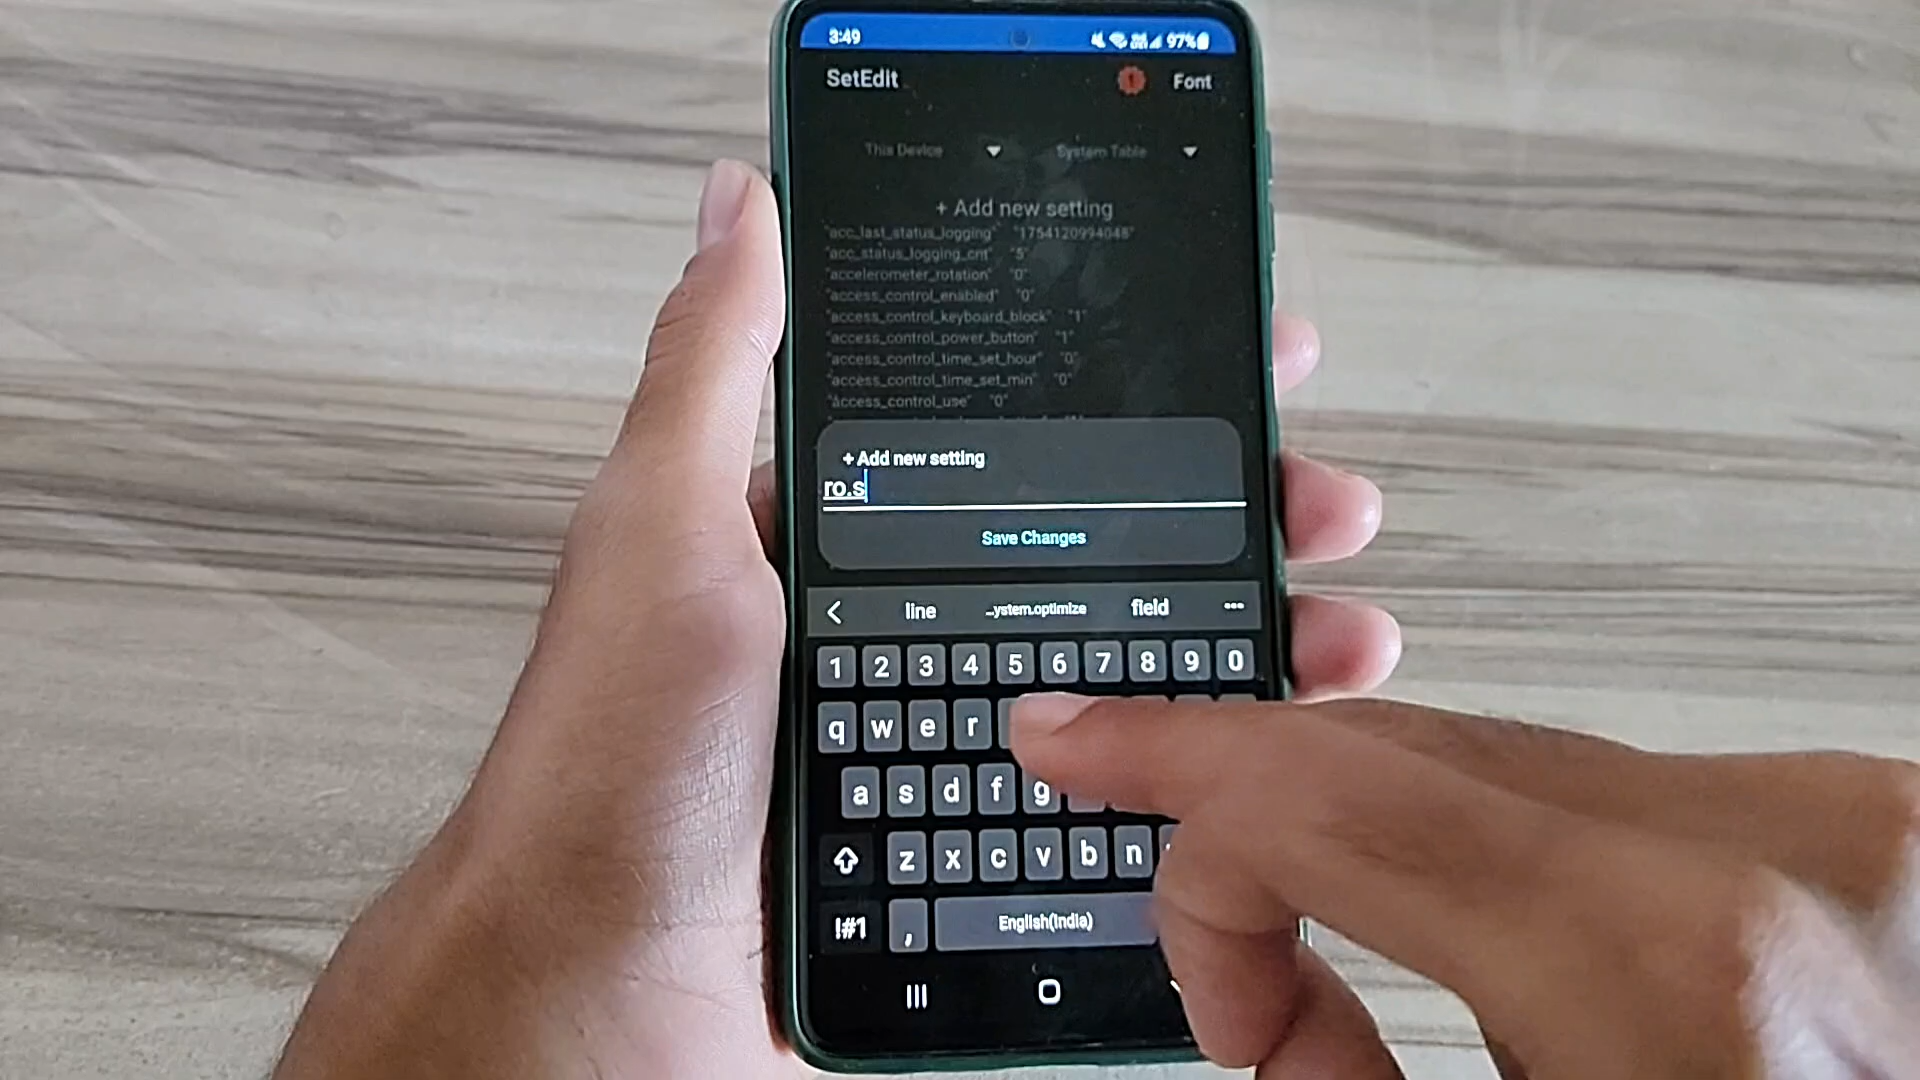 3:49 97%
SetEdit Font
This Device System Table
+ Add new setting
"acc_last_status_logging" "1754120994048"
"acc_status_logging_cnt" "5"
"accelerometer_rotation" "0"
"access_control_enabled" "0"
"access_control_keyboard_block" "1"
"access_control_power_button" "1"
"access_control_time_set_hour" "0"
"access_control_time_set_min" "0"
"access_control_use" "0"
+ Add new setting
ro.s
Save Changes
line ...ystem.optimize field
1 2 3 4 5 6 7 8 9 0
q w e r
a s d f g
z x c v b n
!#1 , English(India)